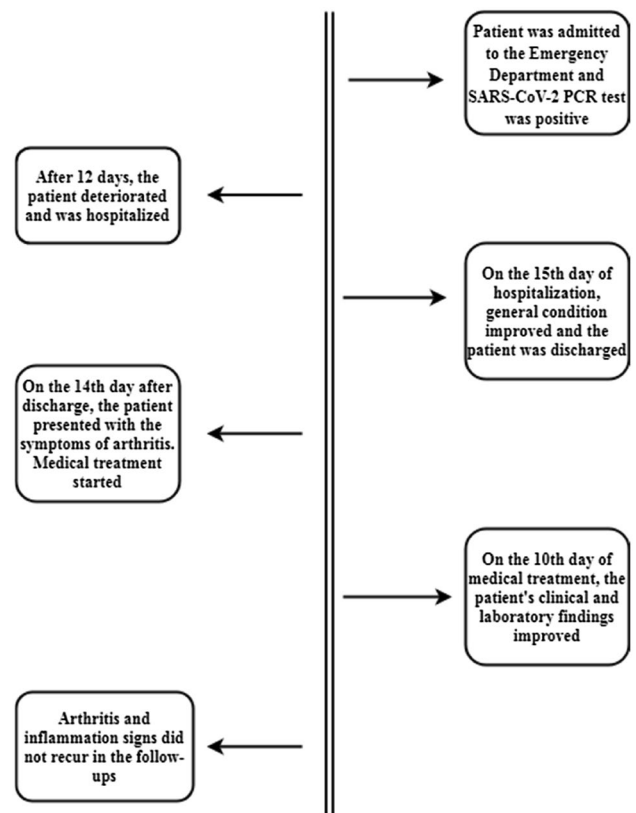 Patient was admitted
to the Emergency
Department and
SARS-CoV-2 PCR test
was positive
After 12 days, the
patient deteriorated
and was hospitalized
On the 15th day of
hospitalization,
general condition
improved and the
patient was discharged
On the 14th day after
discharge, the patient
presented with the
symptoms of arthritis.
Medical treatment
started
On the 10th day of
medical treatment, the
patient's clinical and
laboratory findings
improved
Arthritis and
inflammation signs did
not recur in the follow-
ups